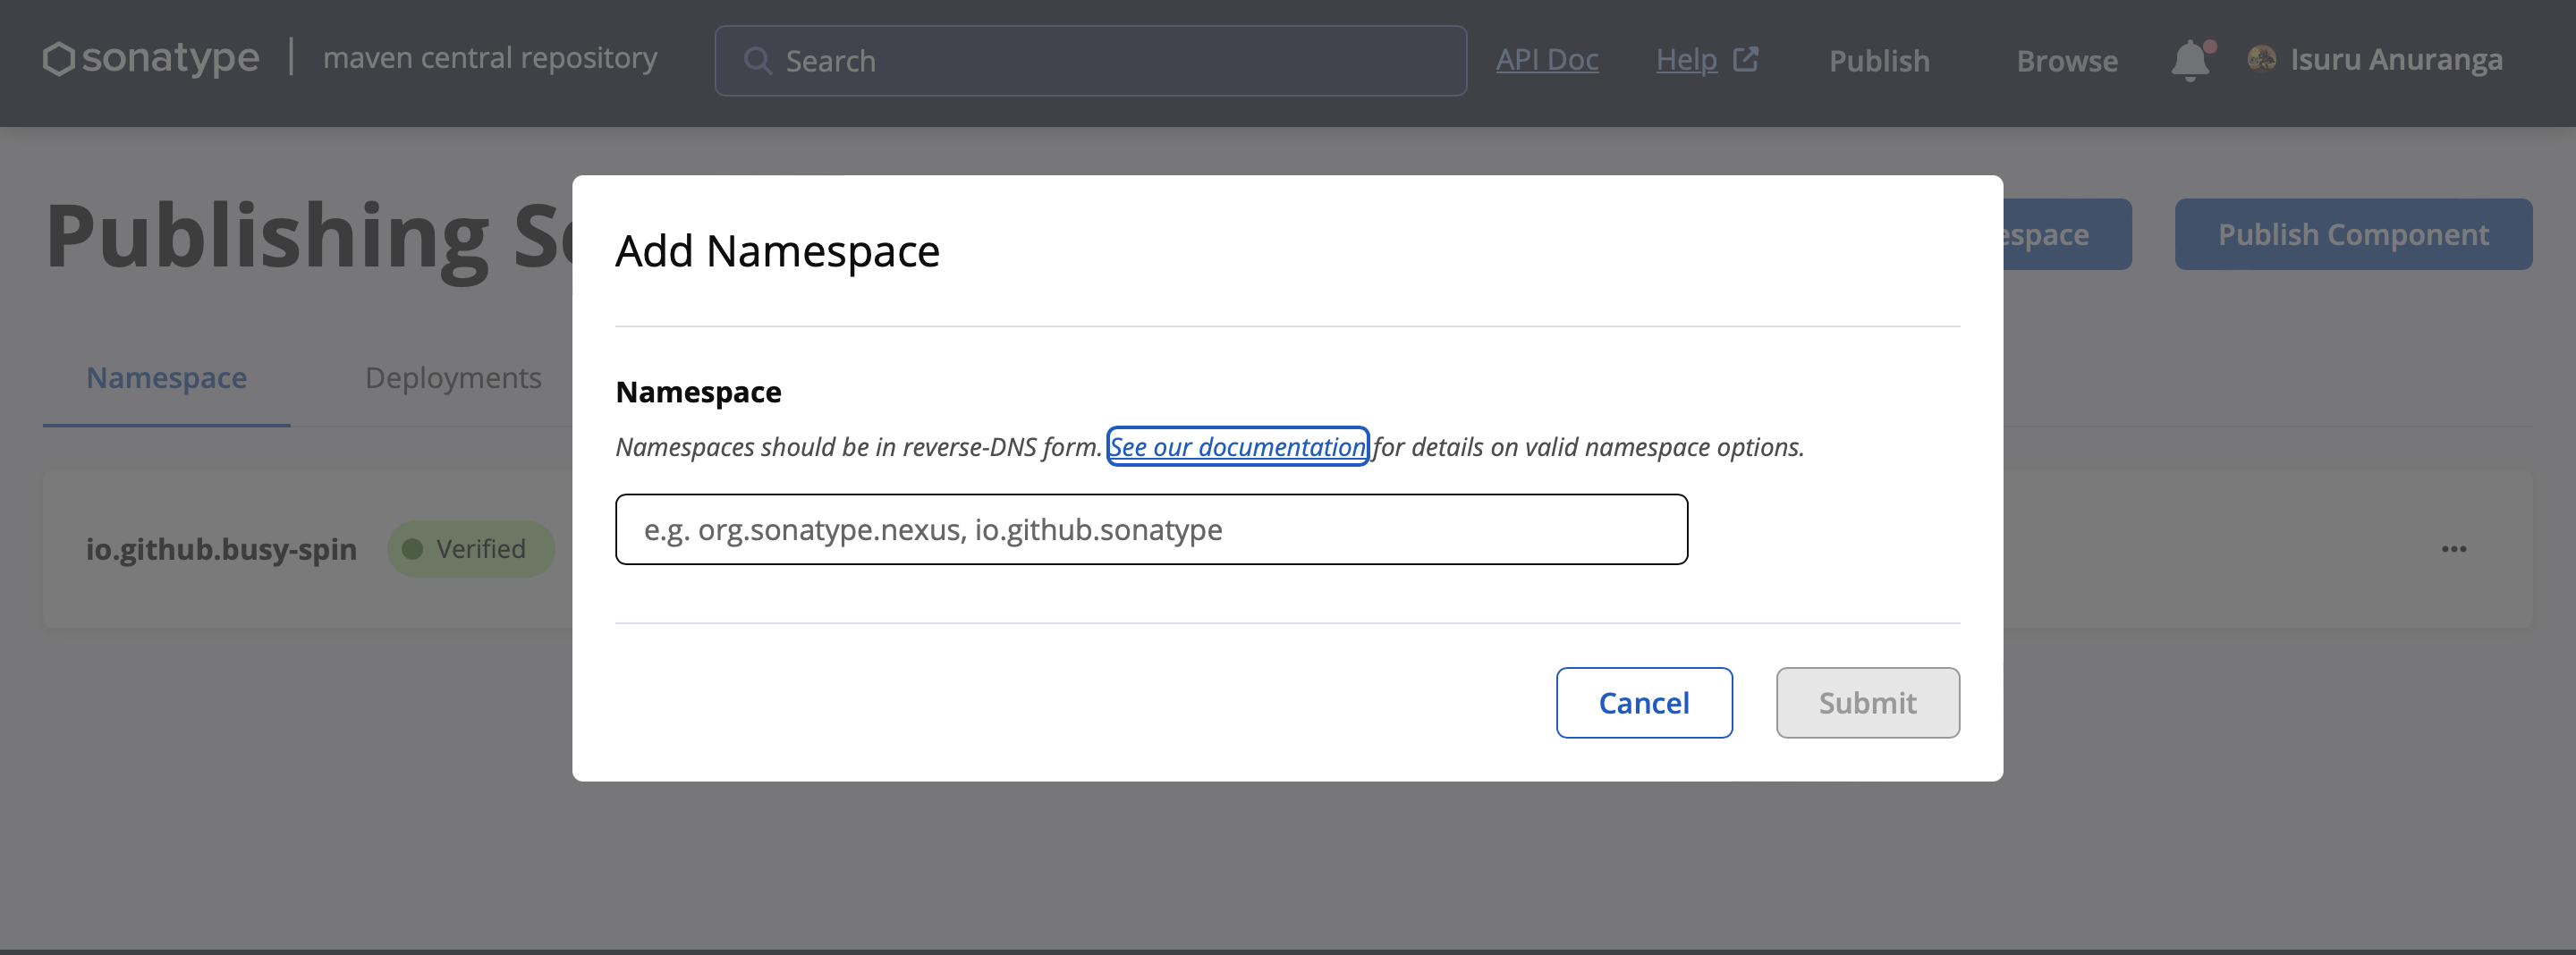 sonatype | maven central repository
Search
API Doc
Help
Publish
Browse
Isuru Anuranga
Publishing
Publish Component
Namespace
Deployments
io.github.busy-spin
Verified
Add Namespace
Namespace
Namespaces should be in reverse-DNS form. See our documentation for details on valid namespace options.
e.g. org.sonatype.nexus, io.github.sonatype
Cancel
Submit